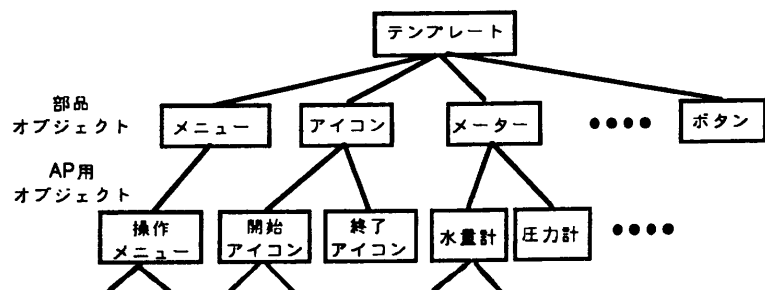 テンプレート
部品
オブジェクト
メニュー
アイコン
メーター
●●●●
ボタン
AP用
オブジェクト
操作
メニュー
開始
アイコン
終了
アイコン
水量計
圧力計
●●●●